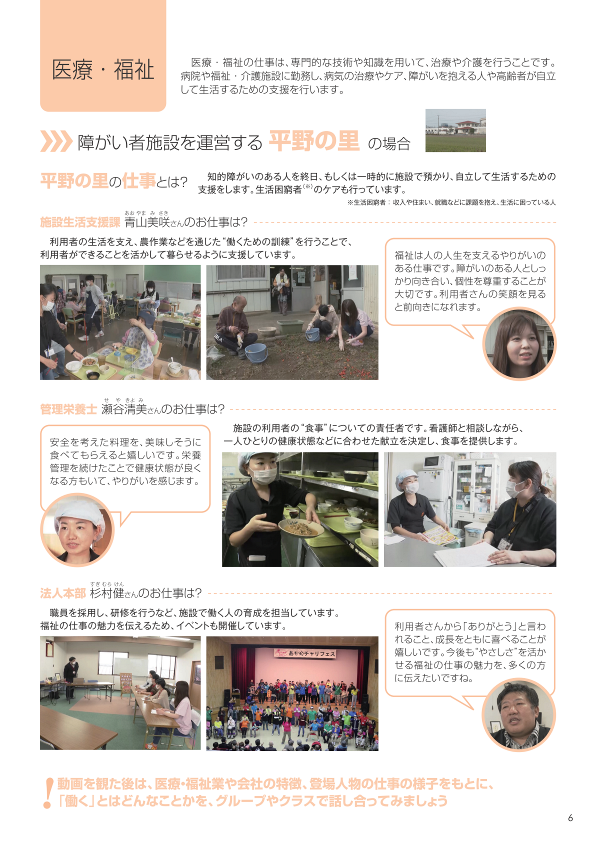 医療・福祉
医療・福祉の仕事は、専門的な技術や知識を用いて、治療や介護を行うことです。
病院や福祉・介護施設に勤務し、病気の治療やケア、障がいを抱える人や高齢者が自立
して生活するための支援を行います。
障がい者施設を運営する 平野の里 の場合
平野の里の仕事とは?
知的障がいのある人を終日、もしくは一時的に施設で預かり、自立して生活するための
支援をします。生活困窮者(※)のケアも行っています。
※生活困窮者：収入や住まい、就職などに課題を抱え、生活に困っている人
あお やま み さき
施設生活支援課 青山美咲さんのお仕事は?
利用者の生活を支え、農作業などを通じた“働くための訓練”を行うことで、
利用者ができることを活かして暮らせるように支援しています。
福祉は人の人生を支えるやりがいの
ある仕事です。障がいのある人としっ
かり向き合い、個性を尊重することが
大切です。利用者さんの笑顔を見る
と前向きになれます。
せ や きよ み
管理栄養士 瀬谷清美さんのお仕事は?
施設の利用者の“食事”についての責任者です。看護師と相談しながら、
一人ひとりの健康状態などに合わせた献立を決定し、食事を提供します。
安全を考えた料理を、美味しそうに
食べてもらえると嬉しいです。栄養
管理を続けたことで健康状態が良く
なる方もいて、やりがいを感じます。
すぎ むら けん
法人本部 杉村健さんのお仕事は?
職員を採用し、研修を行うなど、施設で働く人の育成を担当しています。
福祉の仕事の魅力を伝えるため、イベントも開催しています。
あやめチャリフェス
利用者さんから「ありがとう」と言わ
れること、成長をともに喜べることが
嬉しいです。今後も“やさしさ”を活か
せる福祉の仕事の魅力を、多くの方
に伝えたいですね。
!動画を観た後は、医療・福祉業や会社の特徴、登場人物の仕事の様子をもとに、
「働く」とはどんなことかを、グループやクラスで話し合ってみましょう
6